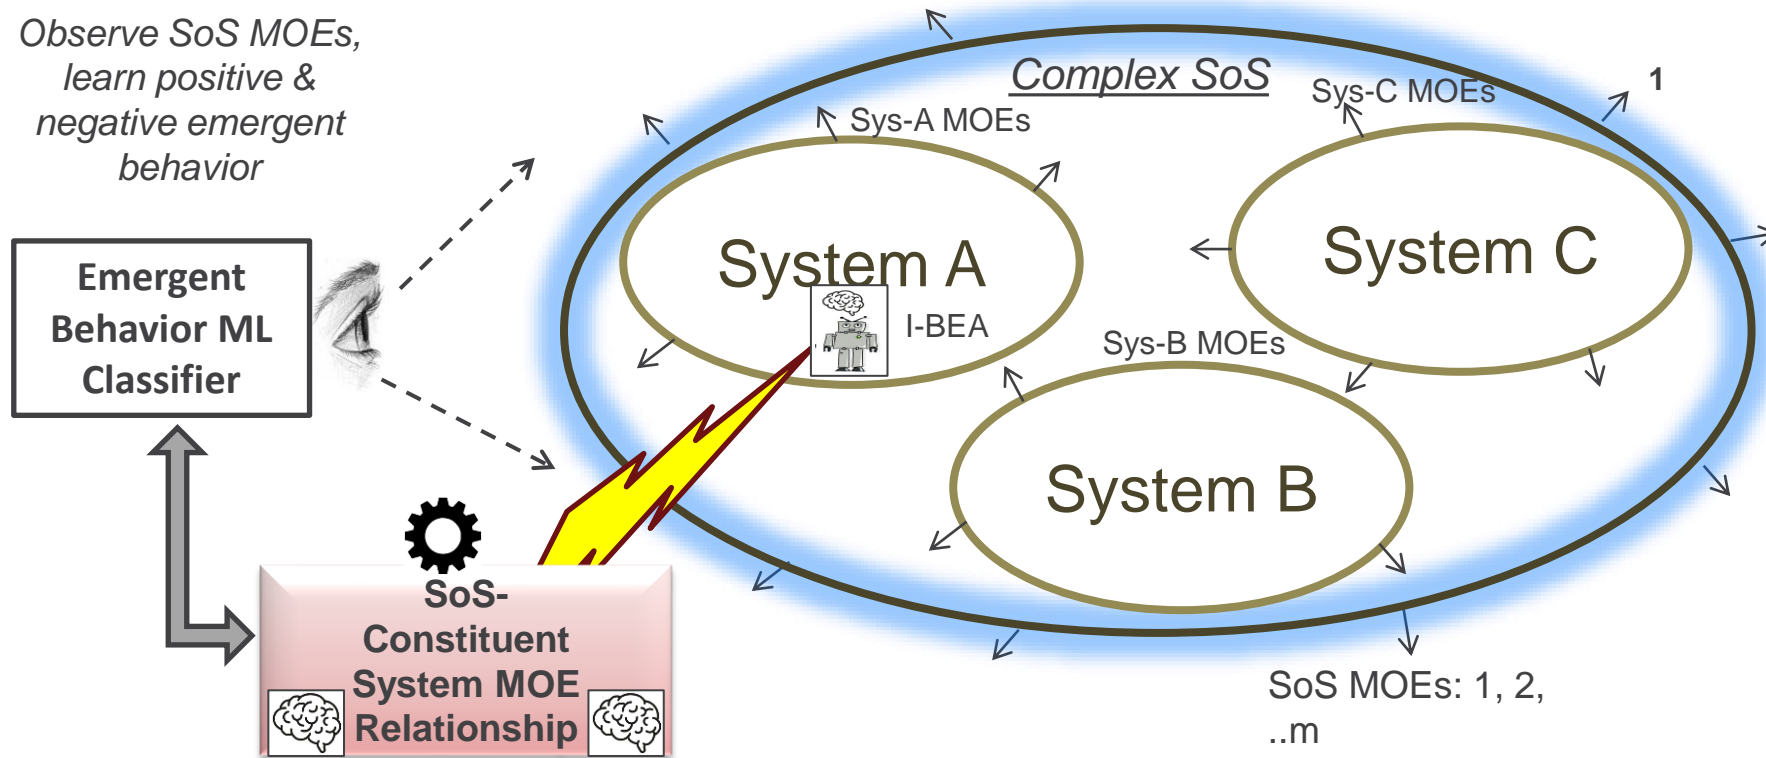 Observe SoS MOEs,
learn positive &
negative emergent
behavior
Emergent
Behavior ML
Classifier
SoS-
Constituent
System MOE
Relationship
Complex SoS
Sys-A MOEs
Sys-C MOEs
1
System A
System C
I-BEA
Sys-B MOEs
System B
SoS MOEs: 1, 2,
..m